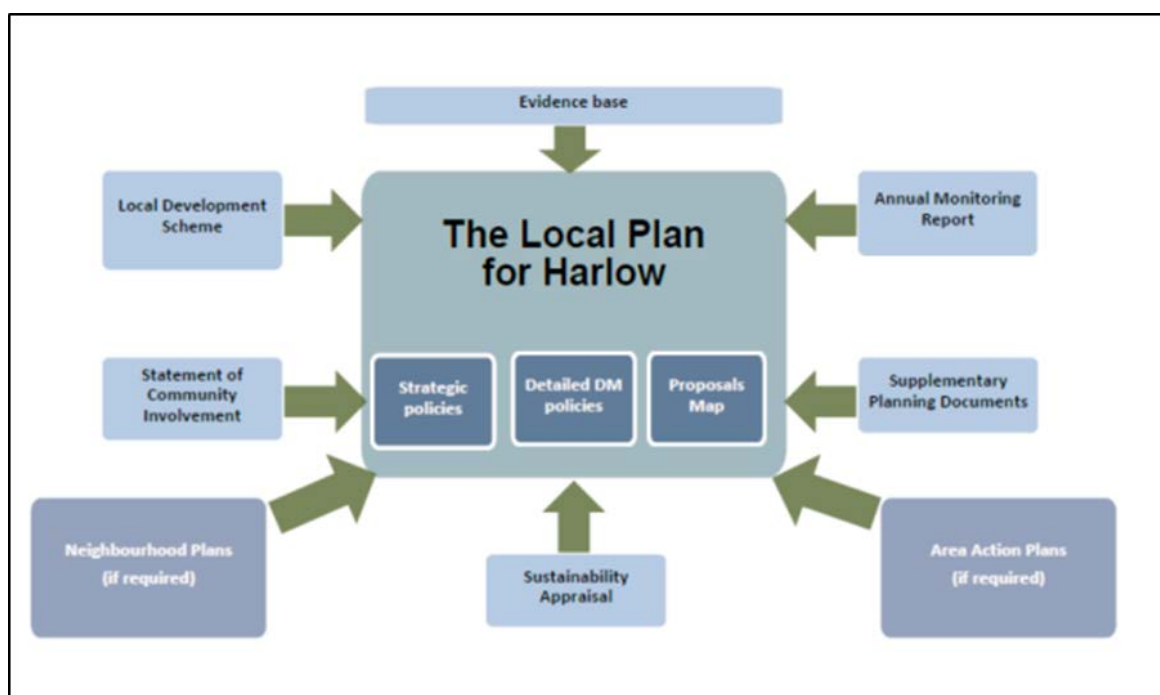 Evidence base
Local Development
Scheme
Annual Monitoring
Report
The Local Plan
for Harlow
Statement of
Community
Involvement
Strategic
policies
Detailed DM
policies
Proposals
Map
Supplementary
Planning Documents
Neighbourhood Plans
(if required)
Sustainability
Appraisal
Area Action Plans
(if required)